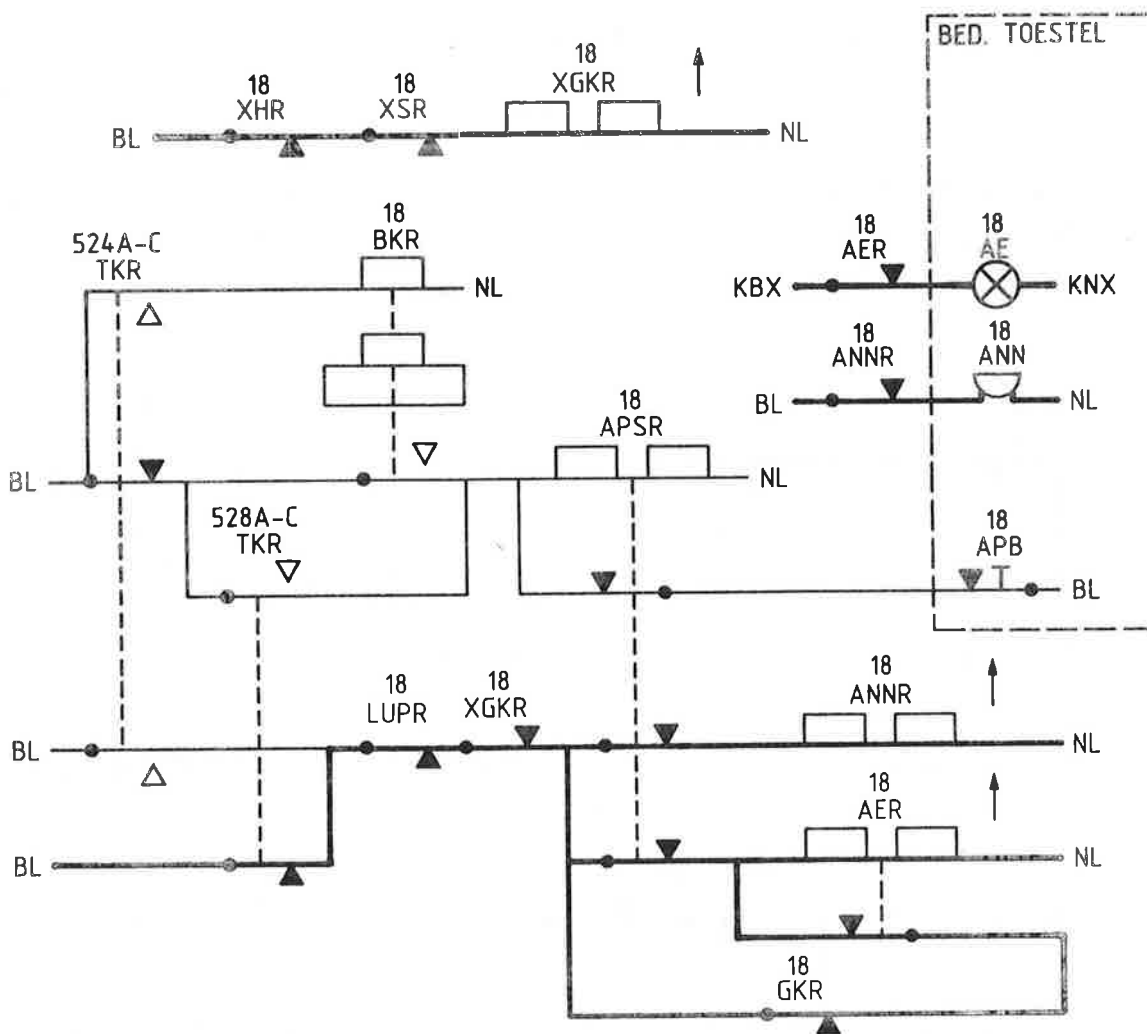 BED. TOESTEL
18
XHR
18
XSR
18
XGKR
BL
NL
18
AER
18
AE
KBX
KNX
524A-C
TKR
18
BKR
NL
18
ANNR
18
ANN
BL
NL
18
APSR
BL
NL
528A-C
TKR
18
APB
BL
18
LUPR
18
XGKR
18
ANNR
BL
NL
18
AER
BL
NL
18
GKR